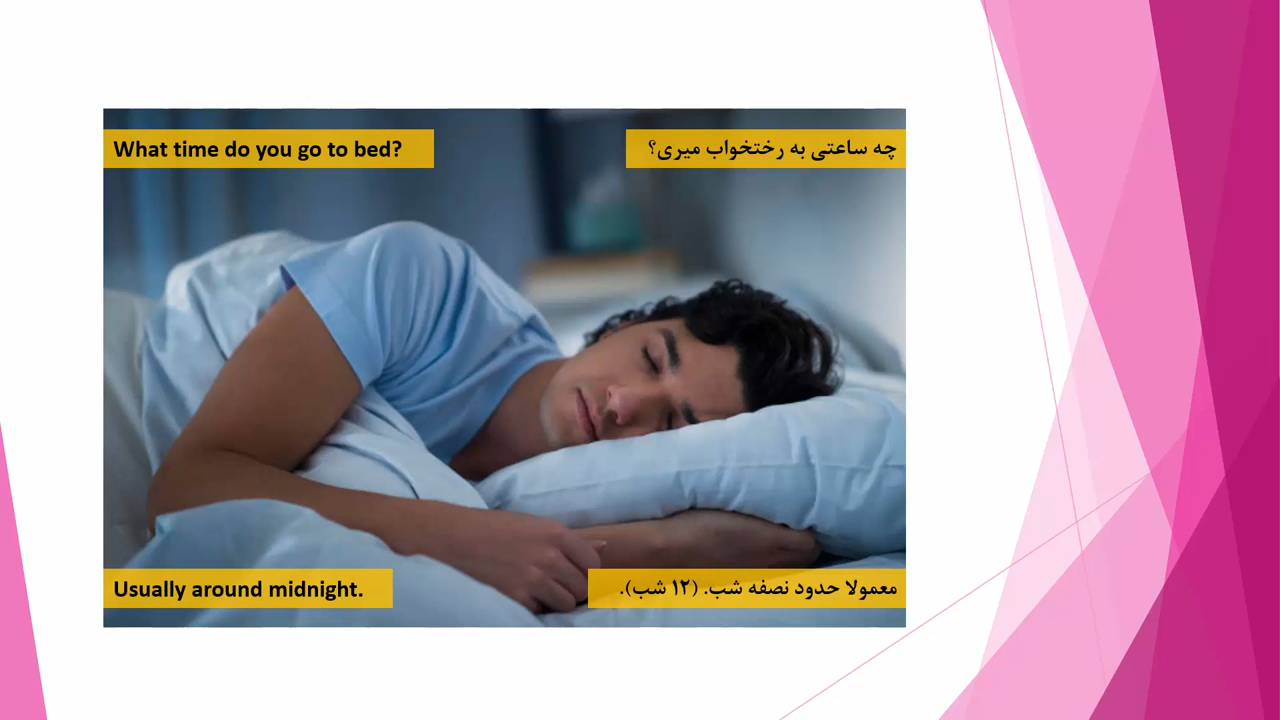 What time do you go to bed?
چه ساعتی به رختخواب میری؟
Usually around midnight.
معمولا حدود نصفه شب. (۱۲ شب).